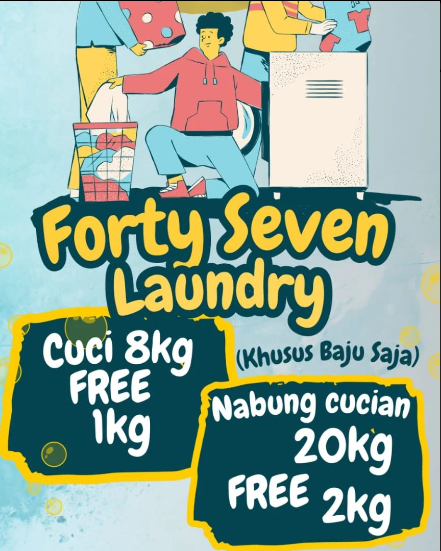 Forty Seven
Laundry
Cuci 8kg
FREE
1kg
(Khusus Baju Saja)
Nabung cucian
20kg
FREE 2kg